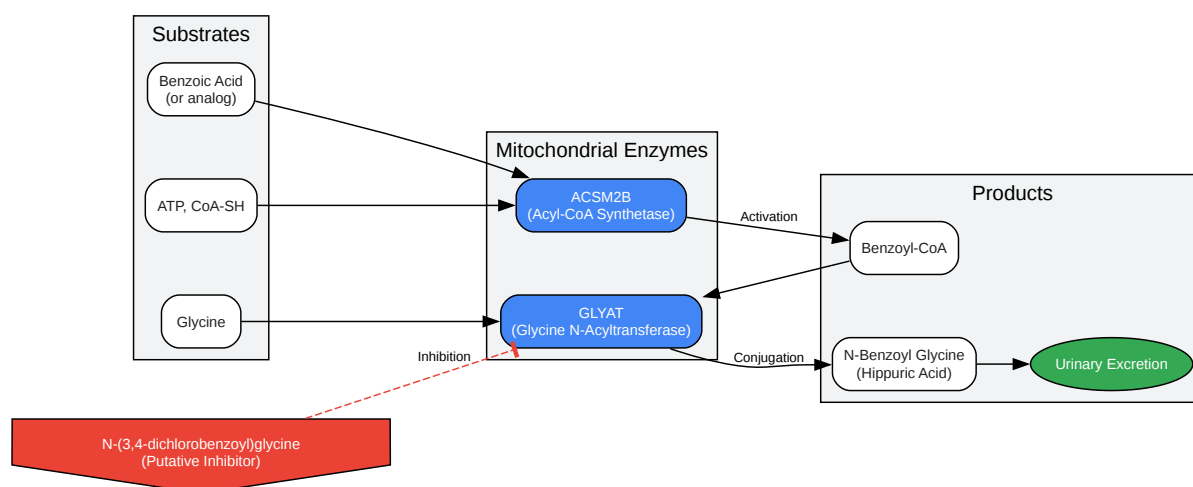 Substrates
Benzoic Acid
(or analog)
ATP, CoA-SH
Glycine
Mitochondrial Enzymes
ACSM2B
(Acyl-CoA Synthetase)
GLYAT
(Glycine N-Acyltransferase)
Activation
Inhibition
Conjugation
Products
Benzoyl-CoA
N-Benzoyl Glycine
(Hippuric Acid)
Urinary Excretion
N-(3,4-dichlorobenzoyl)glycine
(Putative Inhibitor)